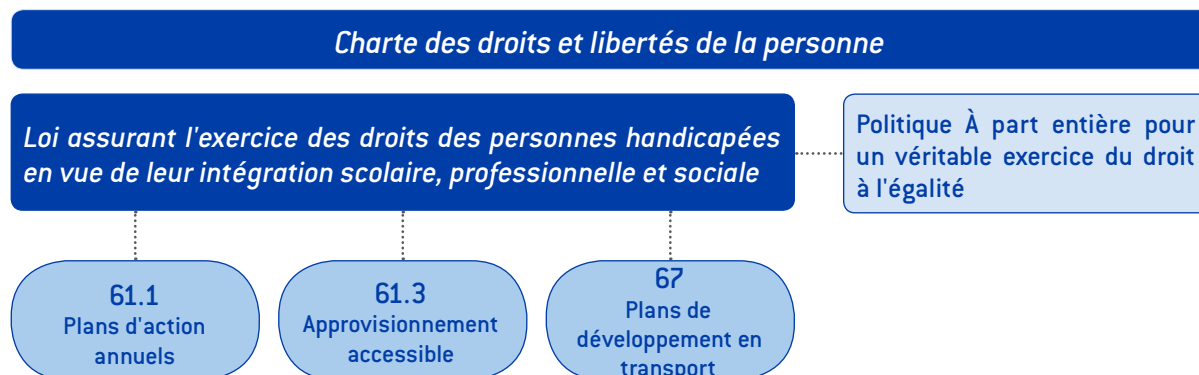 Charte des droits et libertés de la personne
Loi assurant l'exercice des droits des personnes handicapées
en vue de leur intégration scolaire, professionnelle et sociale
Politique À part entière pour
un véritable exercice du droit
à l'égalité
61.1
Plans d'action
annuels
61.3
Approvisionnement
accessible
67
Plans de
développement en
transport